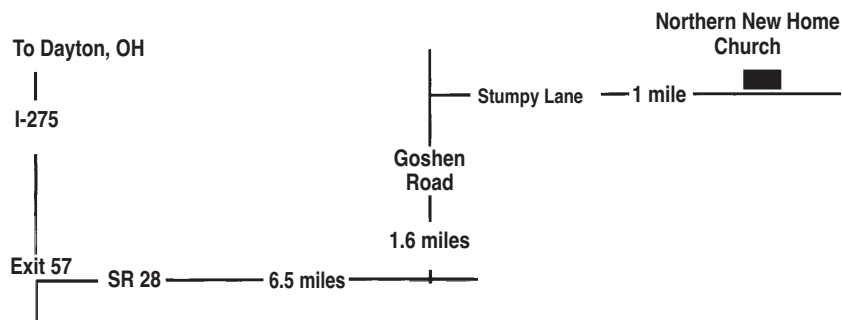 Northern New Home
Church
To Dayton, OH
Stumpy Lane
1 mile
I-275
Goshen
Road
1.6 miles
Exit 57
SR 28
6.5 miles